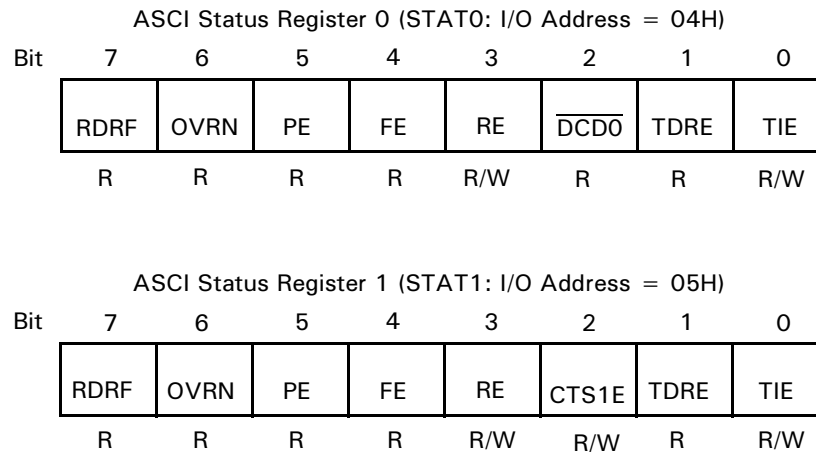 ASCI Status Register 0 (STAT0: I/O Address = 04H)
Bit 7 6 5 4 3 2 1 0
RDRF OVRN PE FE RE DCD0 TDRE TIE
R R R R R/W R R R/W
ASCI Status Register 1 (STAT1: I/O Address = 05H)
Bit 7 6 5 4 3 2 1 0
RDRF OVRN PE FE RE CTS1E TDRE TIE
R R R R R/W R/W R R/W